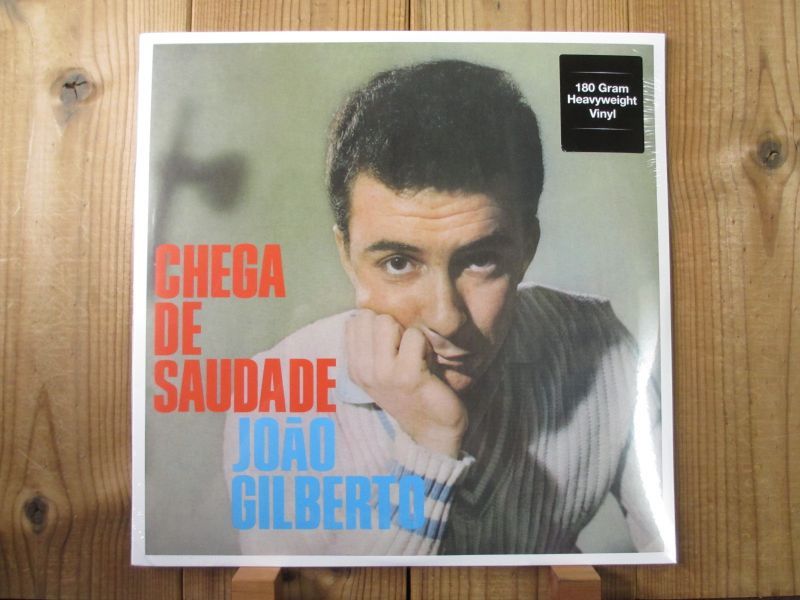 180 Gram
Heavyweight
Vinyl
CHEGA
DE
SAUDADE
JOÃO
GILBERTO